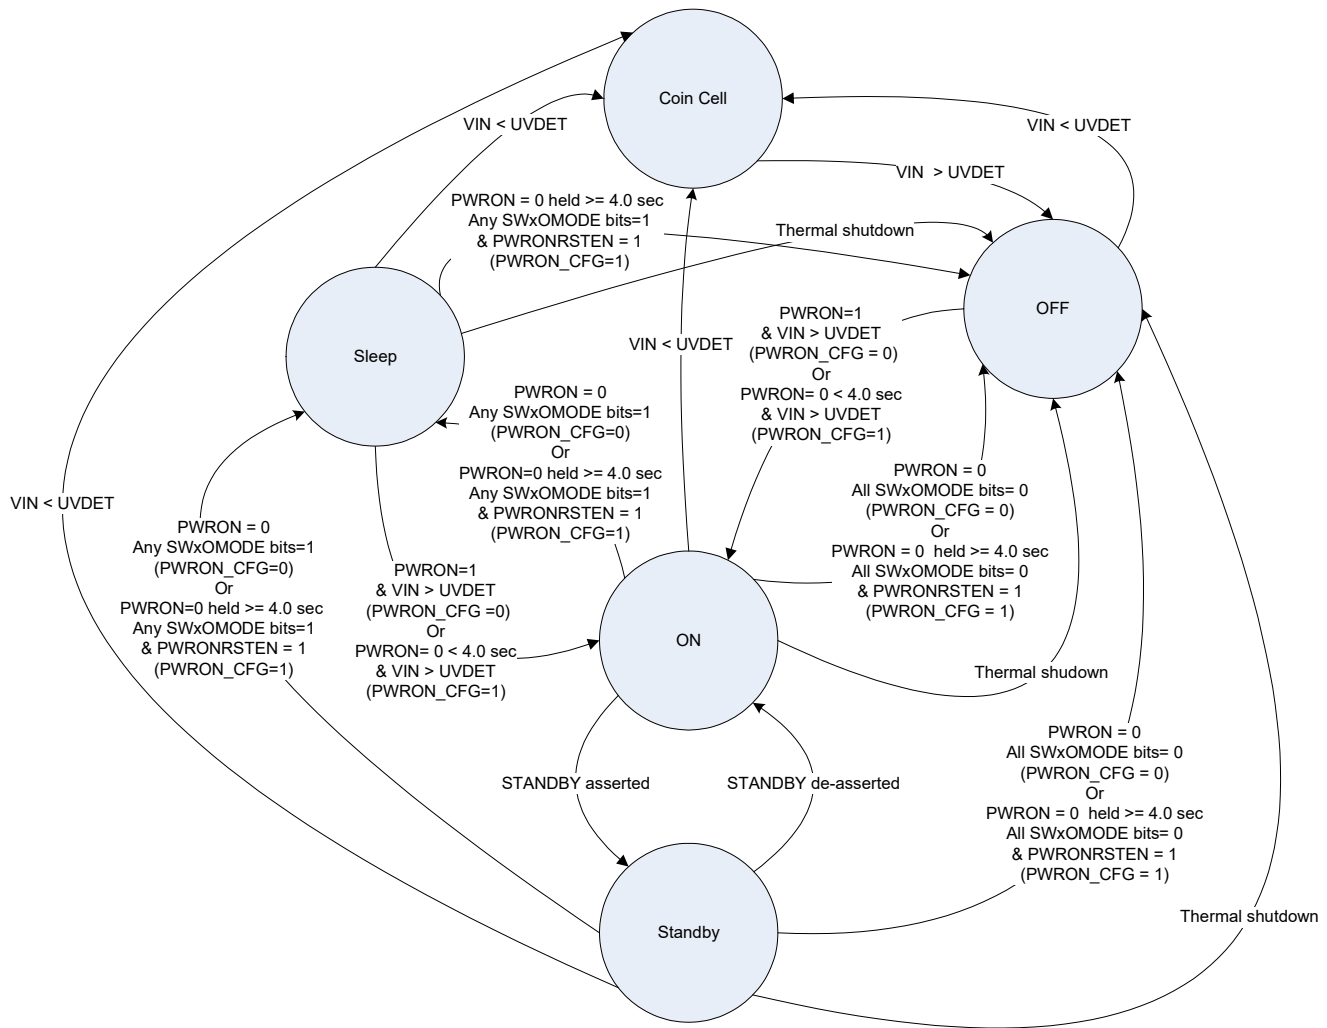 Coin Cell
VIN < UVDET
VIN < UVDET
VIN  > UVDET
PWRON = 0 held >= 4.0 sec
Any SWxOMODE bits=1
& PWRONRSTEN = 1
(PWRON_CFG=1)
Thermal shutdown
OFF
Sleep
PWRON=1
& VIN > UVDET
(PWRON_CFG = 0)
Or
PWRON= 0 < 4.0 sec
& VIN > UVDET
(PWRON_CFG=1)
VIN < UVDET
PWRON = 0
Any SWxOMODE bits=1
(PWRON_CFG=0)
Or
PWRON=0 held >= 4.0 sec
Any SWxOMODE bits=1
& PWRONRSTEN = 1
(PWRON_CFG=1)
PWRON = 0
All SWxOMODE bits= 0
(PWRON_CFG = 0)
Or
PWRON = 0  held >= 4.0 sec
All SWxOMODE bits= 0
& PWRONRSTEN = 1
(PWRON_CFG = 1)
VIN < UVDET
PWRON = 0
Any SWxOMODE bits=1
(PWRON_CFG=0)
Or
PWRON=0 held >= 4.0 sec
Any SWxOMODE bits=1
& PWRONRSTEN = 1
(PWRON_CFG=1)
PWRON=1
& VIN > UVDET
(PWRON_CFG =0)
Or
PWRON= 0 < 4.0 sec
& VIN > UVDET
(PWRON_CFG=1)
ON
Thermal shudown
STANDBY asserted
STANDBY de-asserted
PWRON = 0
All SWxOMODE bits= 0
(PWRON_CFG = 0)
Or
PWRON = 0  held >= 4.0 sec
All SWxOMODE bits= 0
& PWRONRSTEN = 1
(PWRON_CFG = 1)
Standby
Thermal shutdown